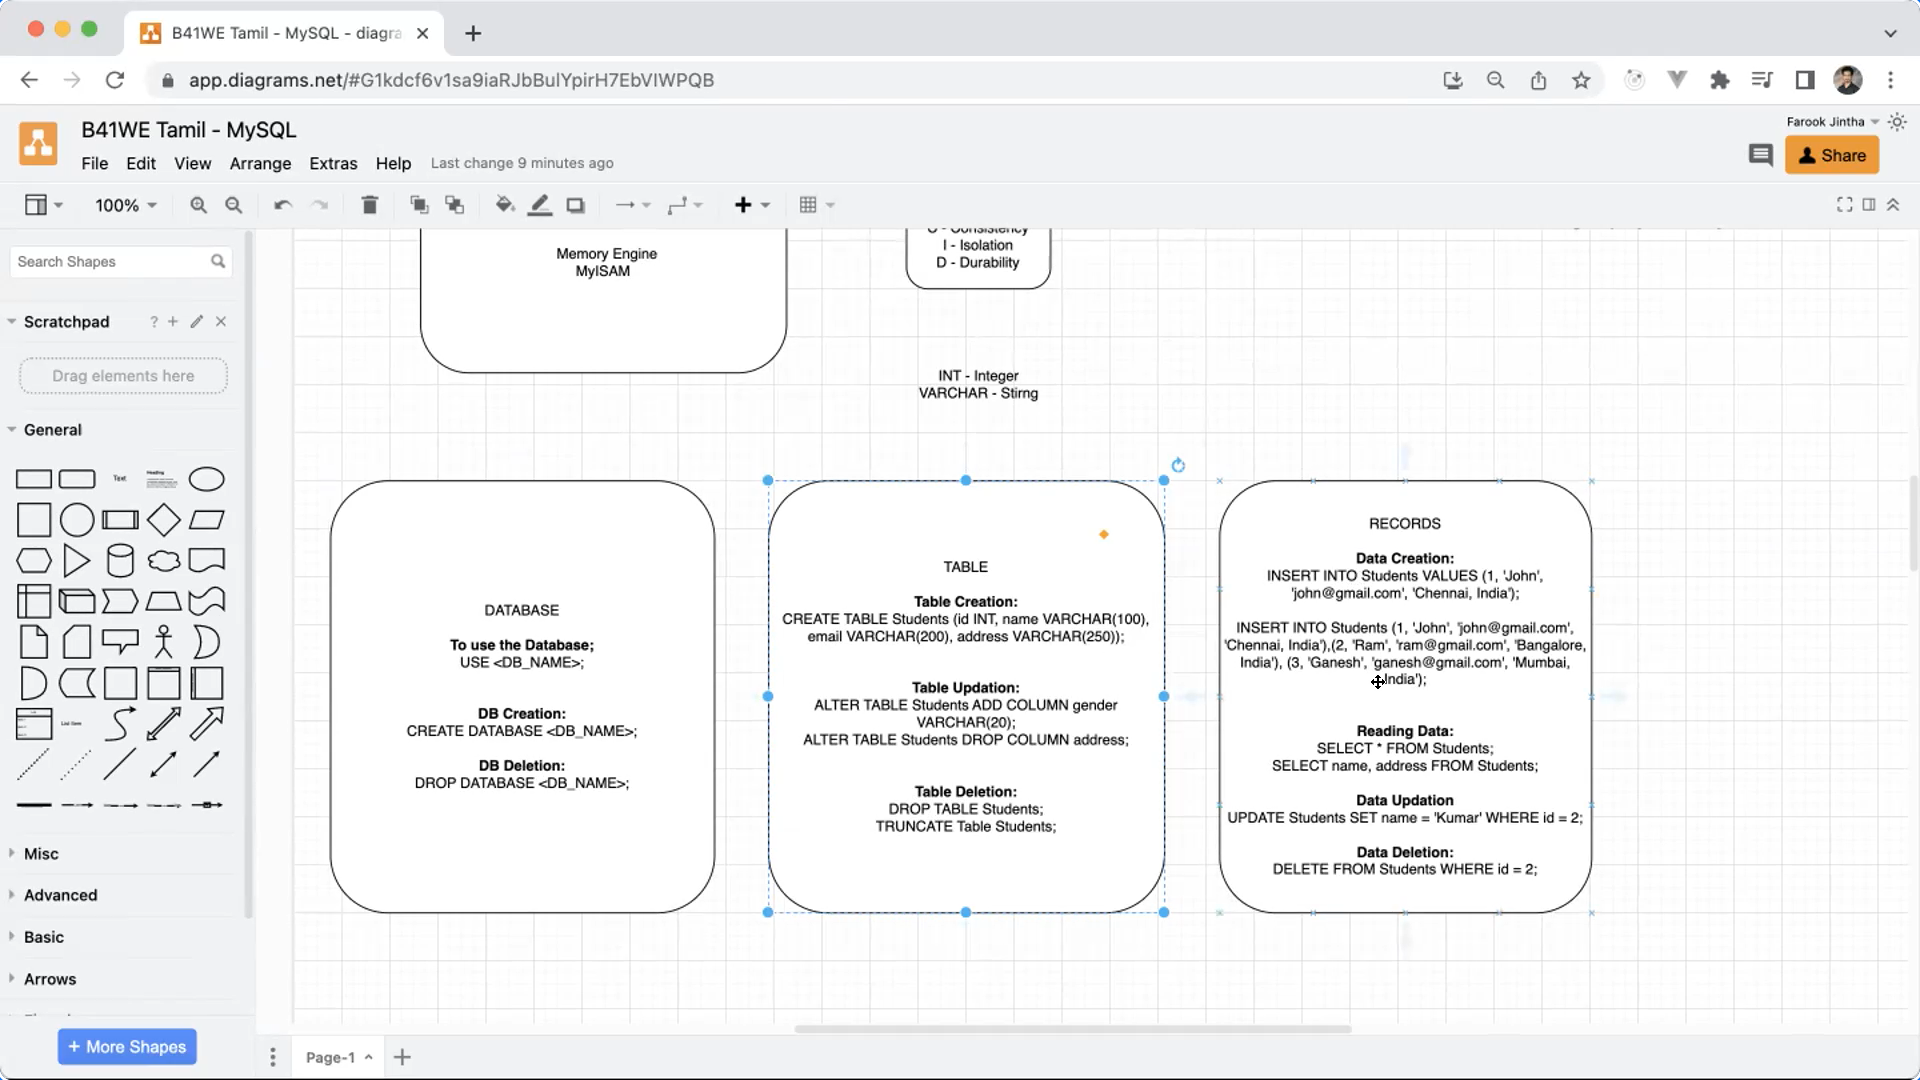 B41WE Tamil - MySQL - diagra
app.diagrams.net/#G1kdcf6v1sa9iaRJbBulYpirH7EbVIWPQB
B41WE Tamil - MySQL
File Edit View Arrange Extras Help Last change 9 minutes ago
Farook Jintha
Share
100%
Search Shapes
Scratchpad
?
Drag elements here
General
Text
Heading
List Item
Misc
Advanced
Basic
Arrows
+ More Shapes
Page-1
Memory Engine
MyISAM
C - Consistency
I - Isolation
D - Durability
INT - Integer
VARCHAR - Stirng
DATABASE
To use the Database;
USE <DB_NAME>;
DB Creation:
CREATE DATABASE <DB_NAME>;
DB Deletion:
DROP DATABASE <DB_NAME>;
TABLE
Table Creation:
CREATE TABLE Students (id INT, name VARCHAR(100),
email VARCHAR(200), address VARCHAR(250));
Table Updation:
ALTER TABLE Students ADD COLUMN gender
VARCHAR(20);
ALTER TABLE Students DROP COLUMN address;
Table Deletion:
DROP TABLE Students;
TRUNCATE Table Students;
RECORDS
Data Creation:
INSERT INTO Students VALUES (1, 'John',
'john@gmail.com', 'Chennai, India');
INSERT INTO Students (1, 'John', 'john@gmail.com',
'Chennai, India'),(2, 'Ram', 'ram@gmail.com', 'Bangalore,
India'), (3, 'Ganesh', 'ganesh@gmail.com', 'Mumbai,
India');
Reading Data:
SELECT * FROM Students;
SELECT name, address FROM Students;
Data Updation
UPDATE Students SET name = 'Kumar' WHERE id = 2;
Data Deletion:
DELETE FROM Students WHERE id = 2;